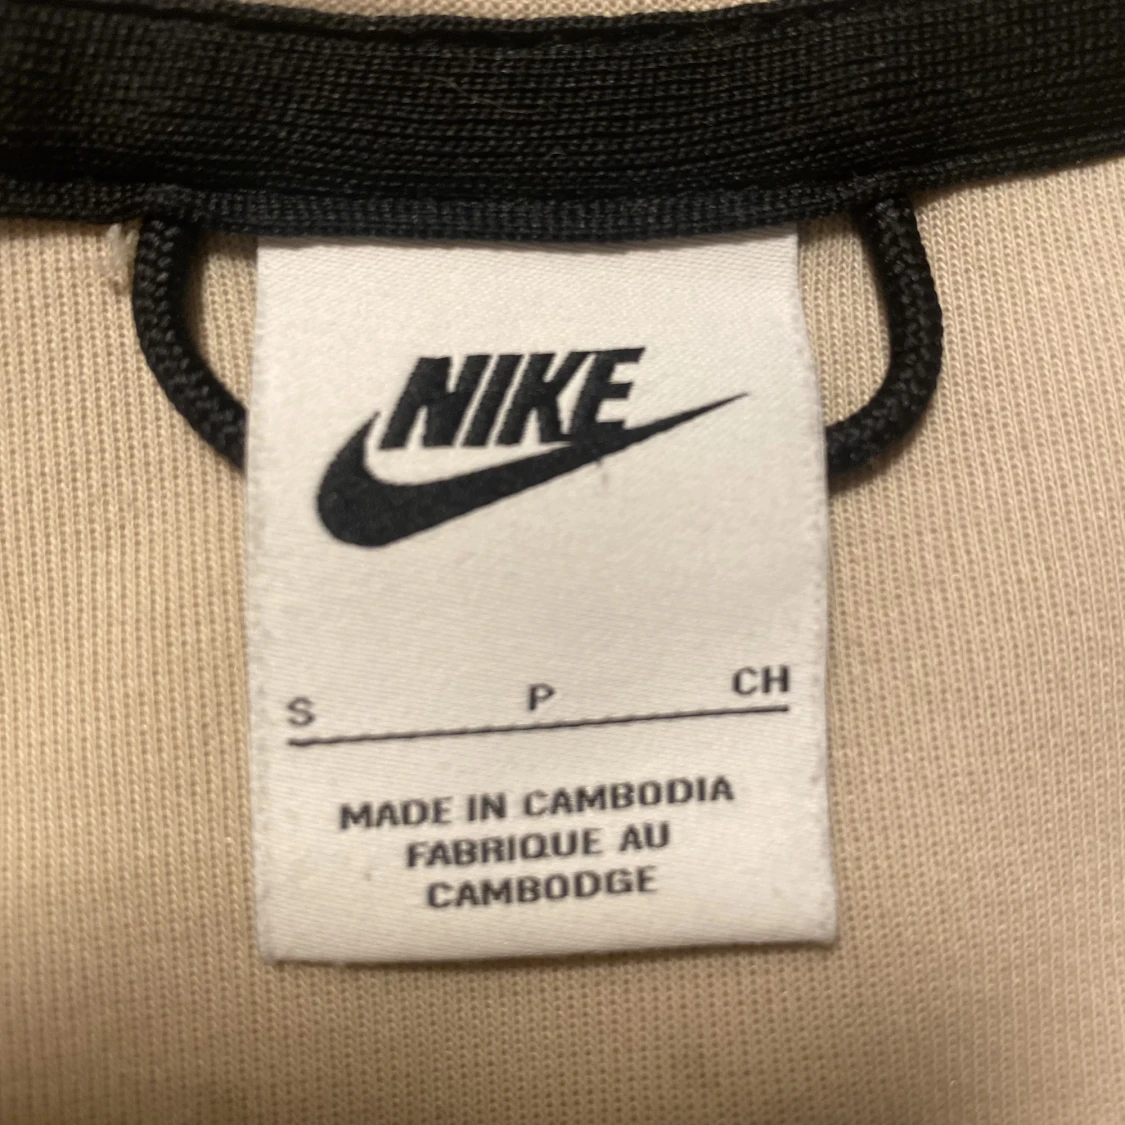 NIKE
S P CH
MADE IN CAMBODIA
FABRIQUE AU
CAMBODGE